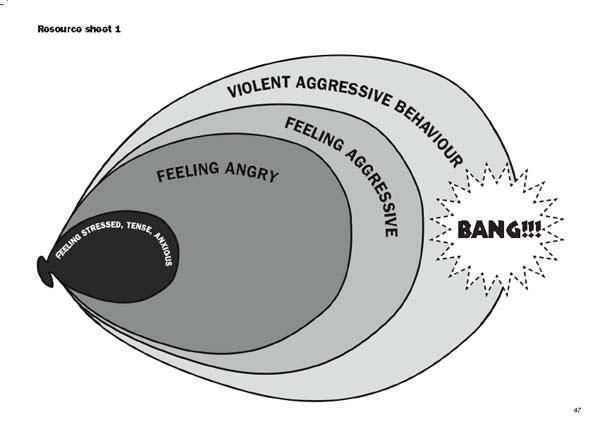 Resource sheet 1
VIOLENT AGGRESSIVE BEHAVIOUR
FEELING AGGRESSIVE
FEELING ANGRY
FEELING STRESSED, TENSE, ANXIOUS
BANG!!!
47